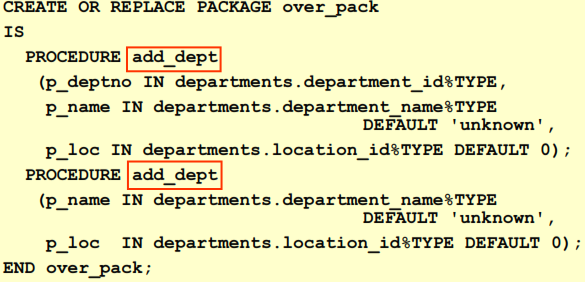 CREATE OR REPLACE PACKAGE over_pack
IS
PROCEDURE add_dept
(p_deptno IN departments.department_id%TYPE,
p_name IN departments.department_name%TYPE
DEFAULT 'unknown',
p_loc IN departments.location_id%TYPE DEFAULT 0);
PROCEDURE add_dept
(p_name IN departments.department_name%TYPE
DEFAULT 'unknown',
p_loc  IN departments.location_id%TYPE DEFAULT 0);
END over_pack;